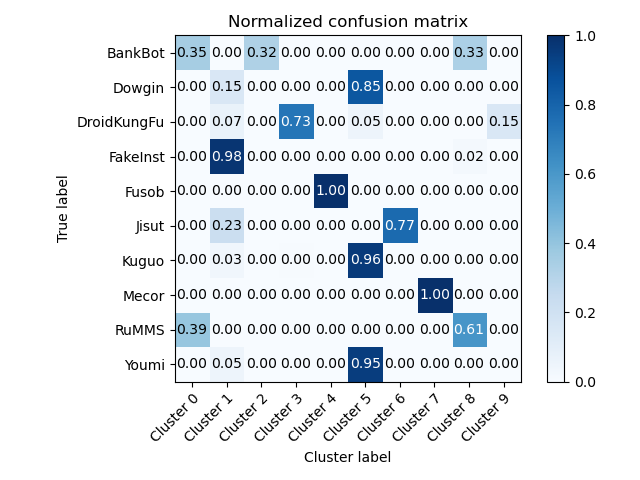 Normalized confusion matrix
BankBot 0.35 0.00 0.32 0.00 0.00 0.00 0.00 0.00 0.33 0.00
Dowgin 0.00 0.15 0.00 0.00 0.00 0.85 0.00 0.00 0.00 0.00
DroidKungFu 0.00 0.07 0.00 0.73 0.00 0.05 0.00 0.00 0.00 0.15
FakeInst 0.00 0.98 0.00 0.00 0.00 0.00 0.00 0.00 0.02 0.00
Fusob 0.00 0.00 0.00 0.00 1.00 0.00 0.00 0.00 0.00 0.00
Jisut 0.00 0.23 0.00 0.00 0.00 0.00 0.77 0.00 0.00 0.00
Kuguo 0.00 0.03 0.00 0.00 0.00 0.96 0.00 0.00 0.00 0.00
Mecor 0.00 0.00 0.00 0.00 0.00 0.00 0.00 1.00 0.00 0.00
RuMMS 0.39 0.00 0.00 0.00 0.00 0.00 0.00 0.00 0.61 0.00
Youmi 0.00 0.05 0.00 0.00 0.00 0.95 0.00 0.00 0.00 0.00
Cluster 0 Cluster 1 Cluster 2 Cluster 3 Cluster 4 Cluster 5 Cluster 6 Cluster 7 Cluster 8 Cluster 9
Cluster label
True label
1.0
0.8
0.6
0.4
0.2
0.0